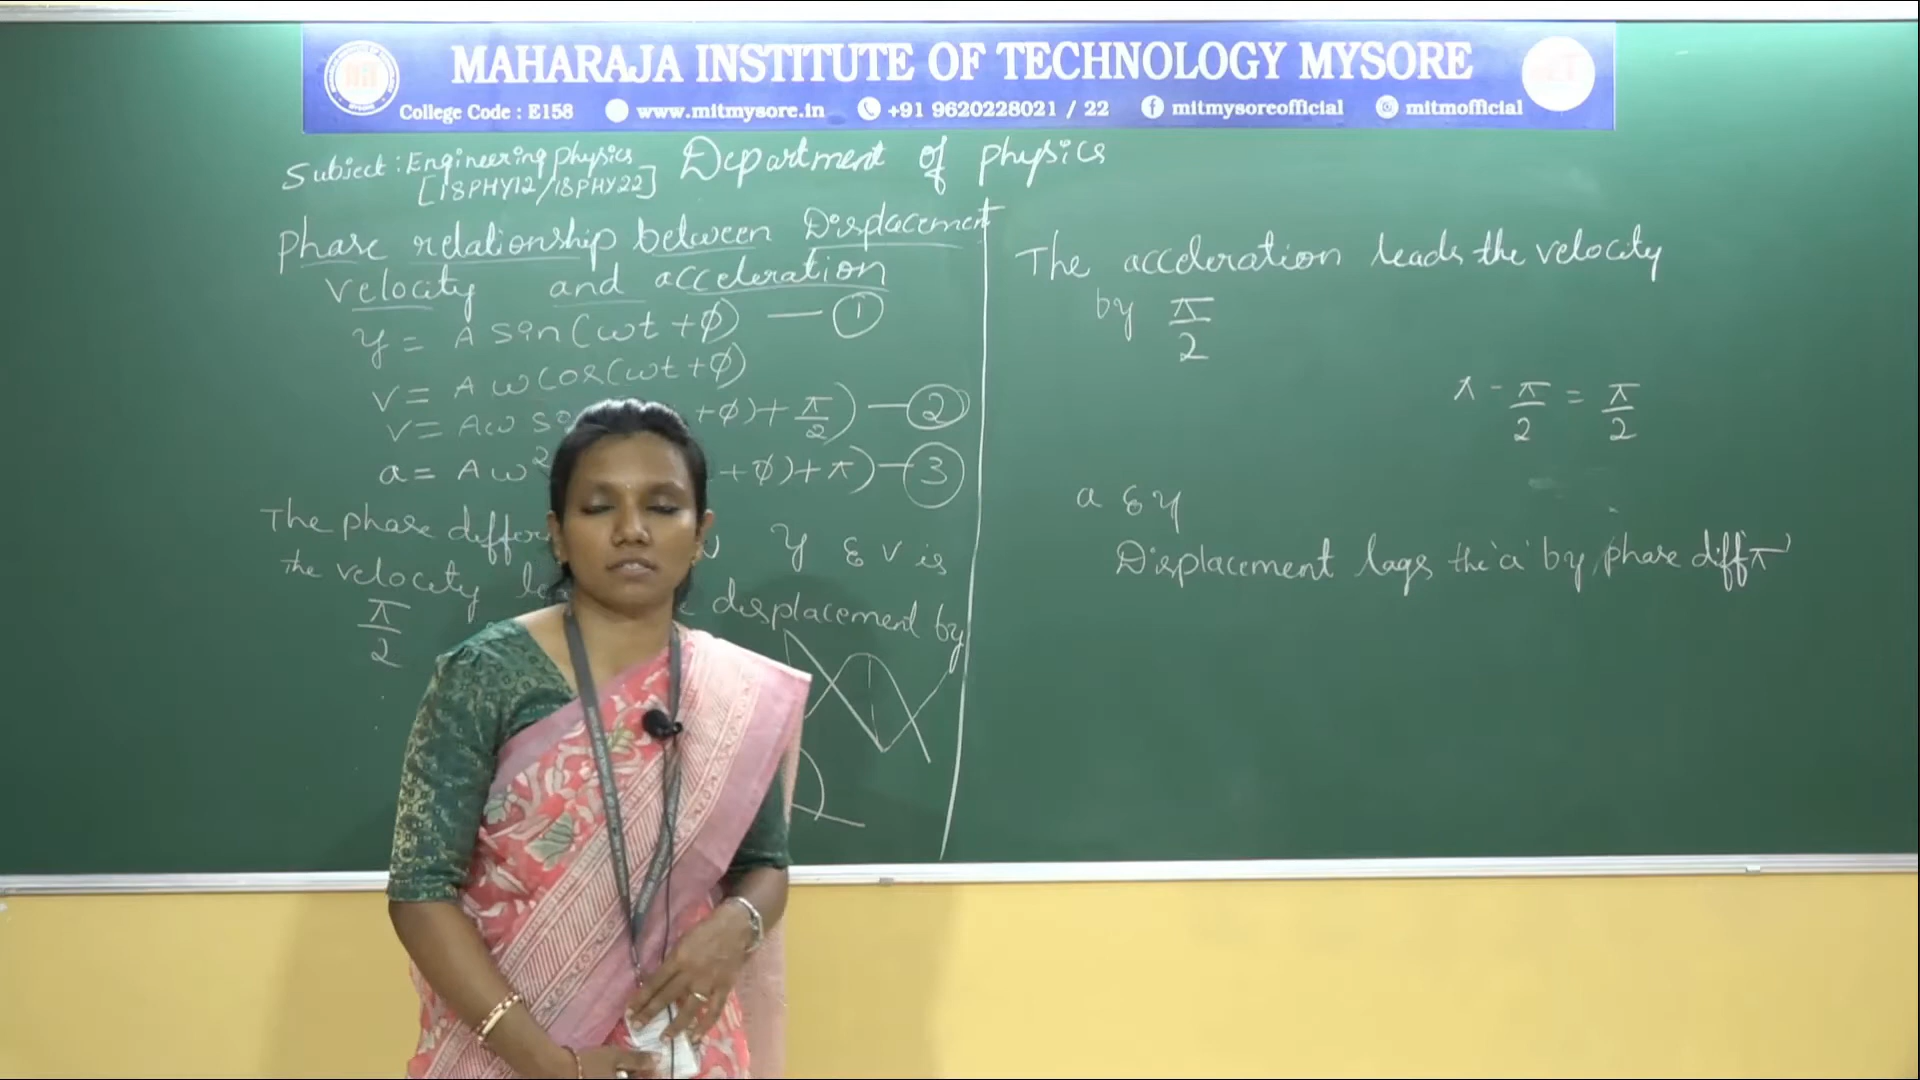 MAHARAJA INSTITUTE OF TECHNOLOGY MYSORE
College Code : E158 www.mitmysore.in +91 9620228021 / 22 mitmysoreofficial mitmofficial
Subject : Engineering physics
[18PHY12/18PHY22]
Department of physics
Phase relationship between Displacement
velocity and acceleration
y = A sin(ωt + ϕ) — 1
v = A ω cos(ωt + ϕ)
v = Aω + ϕ) + π/2) — 2
a = Aω² + ϕ) + π) — 3
The phase y & v is
the velocity displacement by
π/2
The acceleration leads the velocity
by π/2
π - π/2 = π/2
a & y
Displacement lags the 'a' by phase diff 'π'